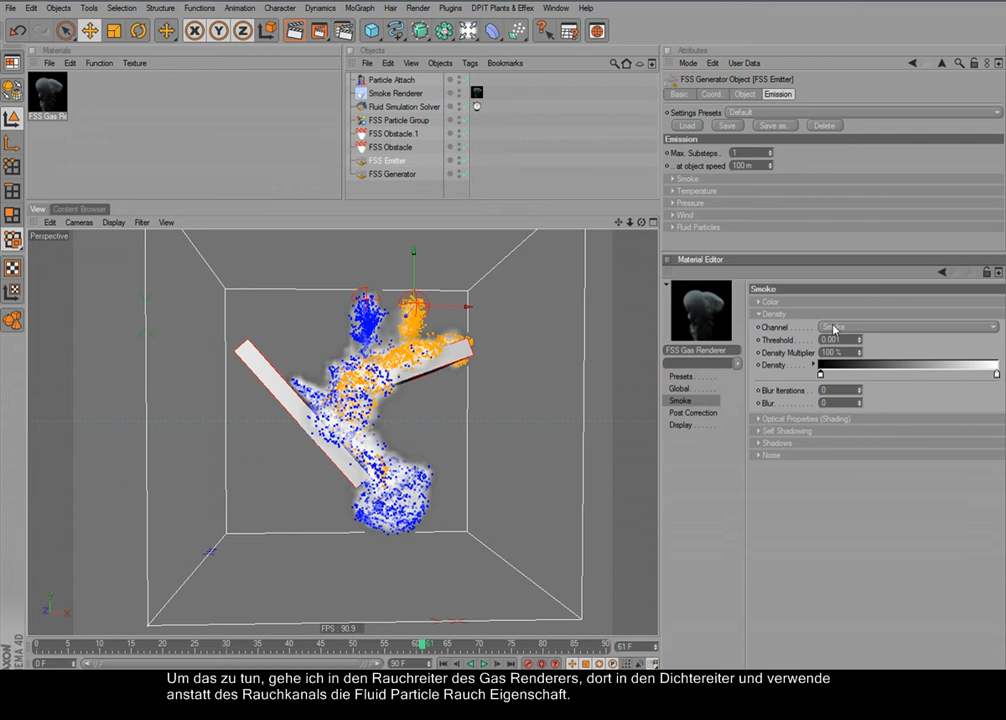 File Edit Objects Tools Selection Structure Functions Animation Character Dynamics MoGraph Hair Render Plugins DPIT Plants & Effex Window Help
Materials
File Edit Function Texture
FSS Gas Re
Objects
File Edit View Objects Tags Bookmarks
Particle Attach
Smoke Renderer
Fluid Simulation Solver
FSS Particle Group
FSS Obstacle.1
FSS Obstacle
FSS Emitter
FSS Generator
Attributes
Mode Edit User Data
FSS Generator Object [FSS Emitter]
Basic Coord. Object Emission
Settings Presets Default
Load Save Save as... Delete
Emission
Max. Substeps.. 1
.. at object speed 100 m
Smoke
Temperature
Pressure
Wind
Fluid Particles
View Content Browser
Edit Cameras Display Filter View
Perspective
Y
Z X
FPS : 90.9
0 5 10 15 20 25 30 35 40 45 50 55 60 61 65 70 75 80 85 90 61 F
0 F 0 F 90 F 90 F
CINEMA 4D
Material Editor
FSS Gas Renderer
Presets
Global
Smoke
Post Correction
Display
Smoke
Color
Density
Channel Smoke
Threshold 0.001
Density Multiplier 100 %
Density
Blur Iterations 0
Blur 0
Optical Properties (Shading)
Self Shadowing
Shadows
Noise
Um das zu tun, gehe ich in den Rauchreiter des Gas Renderers, dort in den Dichtereiter und verwende
anstatt des Rauchkanals die Fluid Particle Rauch Eigenschaft.